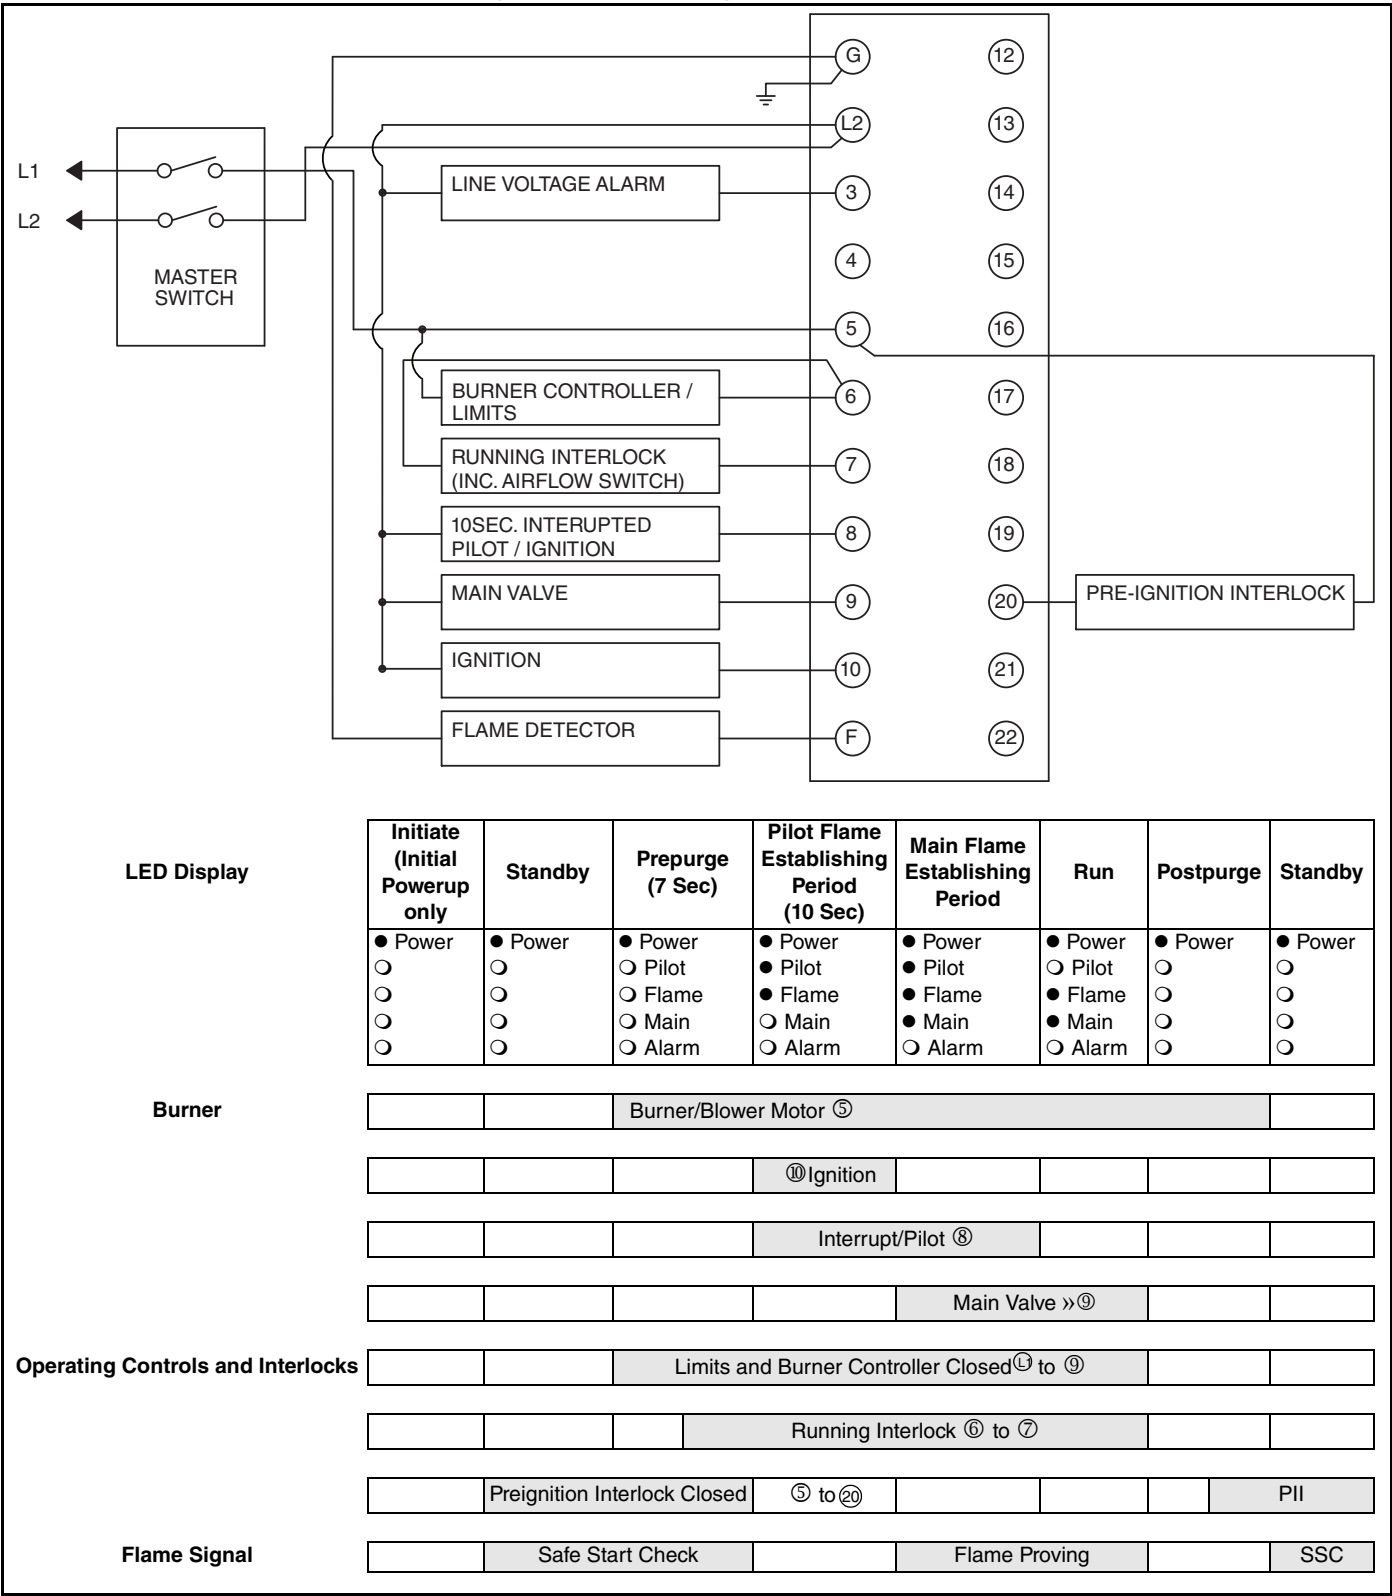 G 12
L2 13
L1
LINE VOLTAGE ALARM 3 14
L2
4 15
MASTER
SWITCH
5 16
BURNER CONTROLLER / 6 17
LIMITS
RUNNING INTERLOCK 7 18
(INC. AIRFLOW SWITCH)
10SEC. INTERUPTED 8 19
PILOT / IGNITION
MAIN VALVE 9 20 PRE-IGNITION INTERLOCK
IGNITION 10 21
FLAME DETECTOR F 22
LED Display
Initiate
(Initial
Powerup
only
Standby
Prepurge
(7 Sec)
Pilot Flame
Establishing
Period
(10 Sec)
Main Flame
Establishing
Period
Run
Postpurge
Standby
● Power ● Power ● Power ● Power ● Power ● Power ● Power ● Power
❍ ❍ ❍ Pilot ● Pilot ● Pilot ❍ Pilot ❍ ❍
❍ ❍ ❍ Flame ● Flame ● Flame ● Flame ❍ ❍
❍ ❍ ❍ Main ❍ Main ● Main ● Main ❍ ❍
❍ ❍ ❍ Alarm ❍ Alarm ❍ Alarm ❍ Alarm ❍ ❍
Burner Burner/Blower Motor ⑤
⑩Ignition
Interrupt/Pilot ⑧
Main Valve »⑨
Operating Controls and Interlocks Limits and Burner Controller Closed L1 to ⑨
Running Interlock ⑥ to ⑦
Preignition Interlock Closed ⑤ to ⑳ PII
Flame Signal Safe Start Check Flame Proving SSC